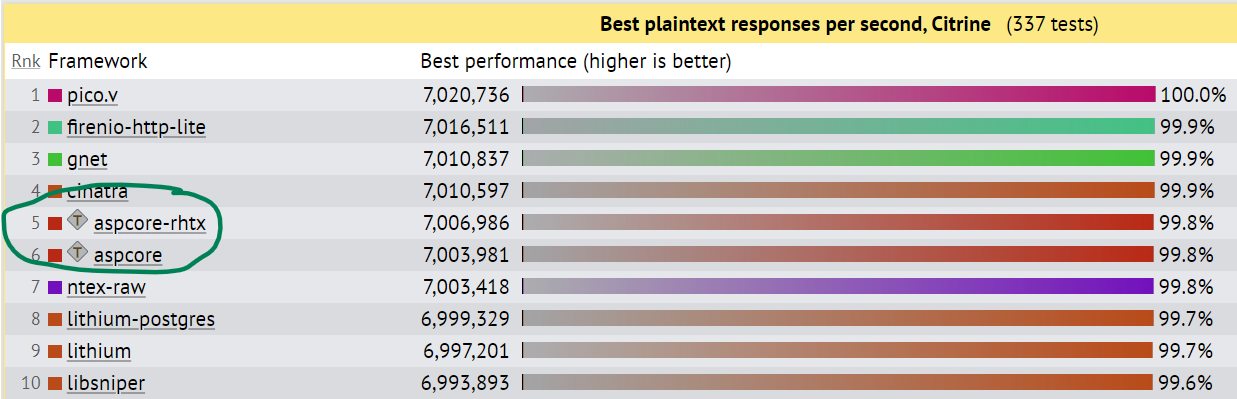 Best plaintext responses per second, Citrine (337 tests)
Rnk Framework Best performance (higher is better)
1 pico.v 7,020,736 100.0%
2 firenio-http-lite 7,016,511 99.9%
3 gnet 7,010,837 99.9%
4 cinatra 7,010,597 99.9%
5 T aspcore-rhtx 7,006,986 99.8%
6 T aspcore 7,003,981 99.8%
7 ntex-raw 7,003,418 99.8%
8 lithium-postgres 6,999,329 99.7%
9 lithium 6,997,201 99.7%
10 libsniper 6,993,893 99.6%